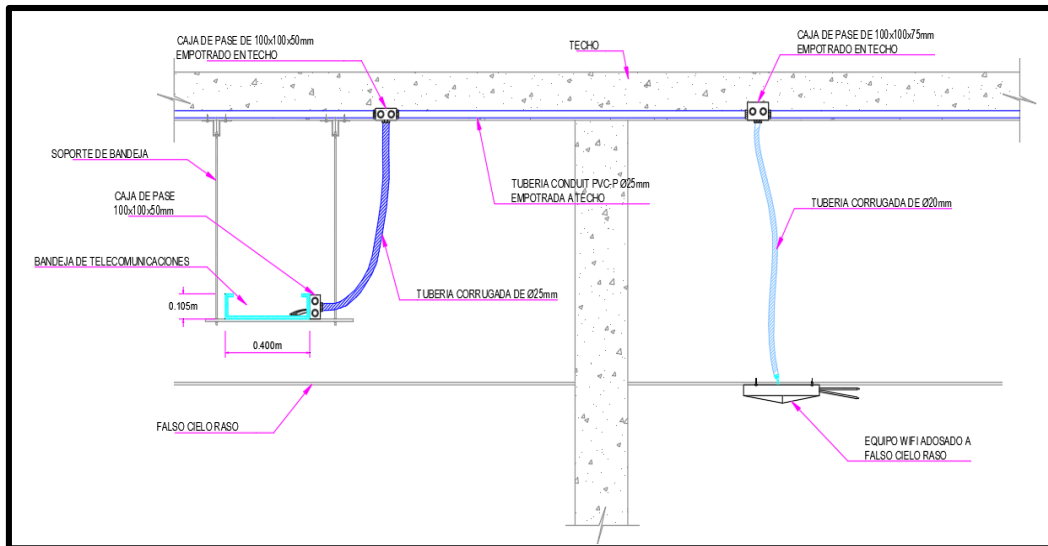 CAJA DE PASE DE 100x100x50mm
EMPOTRADO EN TECHO
TECHO
CAJA DE PASE DE 100x100x75mm
EMPOTRADO EN TECHO
SOPORTE DE BANDEJA
CAJA DE PASE
100x100x50mm
TUBERIA CONDUIT PVC-P Ø25mm
EMPOTRADA A TECHO
TUBERIA CORRUGADA DE Ø20mm
BANDEJA DE TELECOMUNICACIONES
TUBERIA CORRUGADA DE Ø25mm
0.105m
0.400m
FALSO CIELO RASO
EQUIPO WIFI ADOSADO A
FALSO CIELO RASO